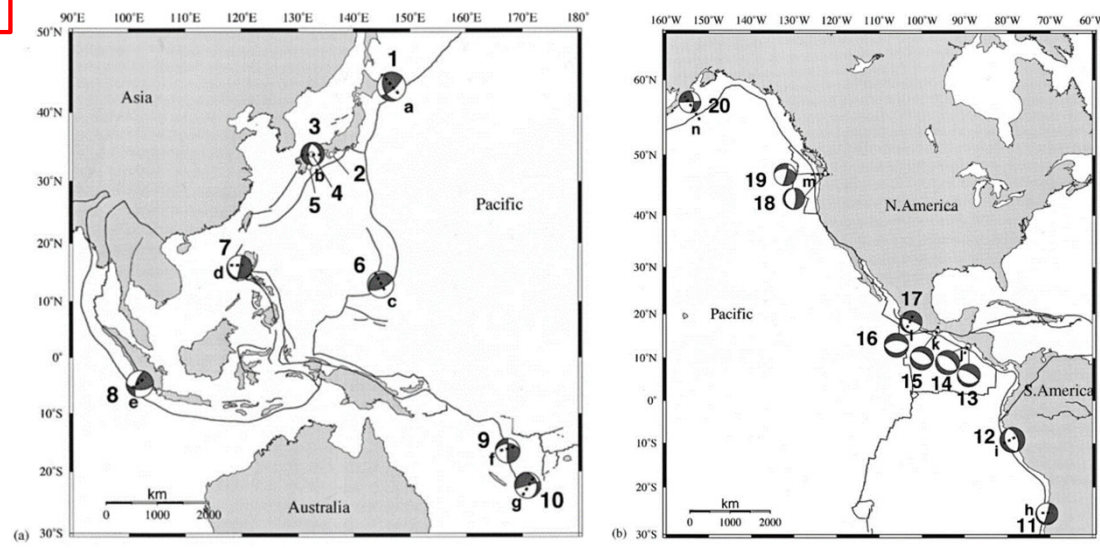 90°E 100°E 110°E 120°E 130°E 140°E 150°E 160°E 170°E 180°
50°N
40°N
30°N
20°N
10°N
0°
10°S
20°S
30°S
Asia
Pacific
Australia
1
a
3
b
2
4
5
7
d
6
c
8
e
9
f
g
10
km
0 1000 2000
(a)
160°W 150°W 140°W 130°W 120°W 110°W 100°W 90°W 80°W 70°W 60°W
60°N
50°N
40°N
30°N
20°N
10°N
0°
10°S
20°S
30°S
20
n
19
m
18
N.America
Pacific
17
l
16
k
j
15
14
13
S.America
12
i
h
11
km
0 1000 2000
(b)